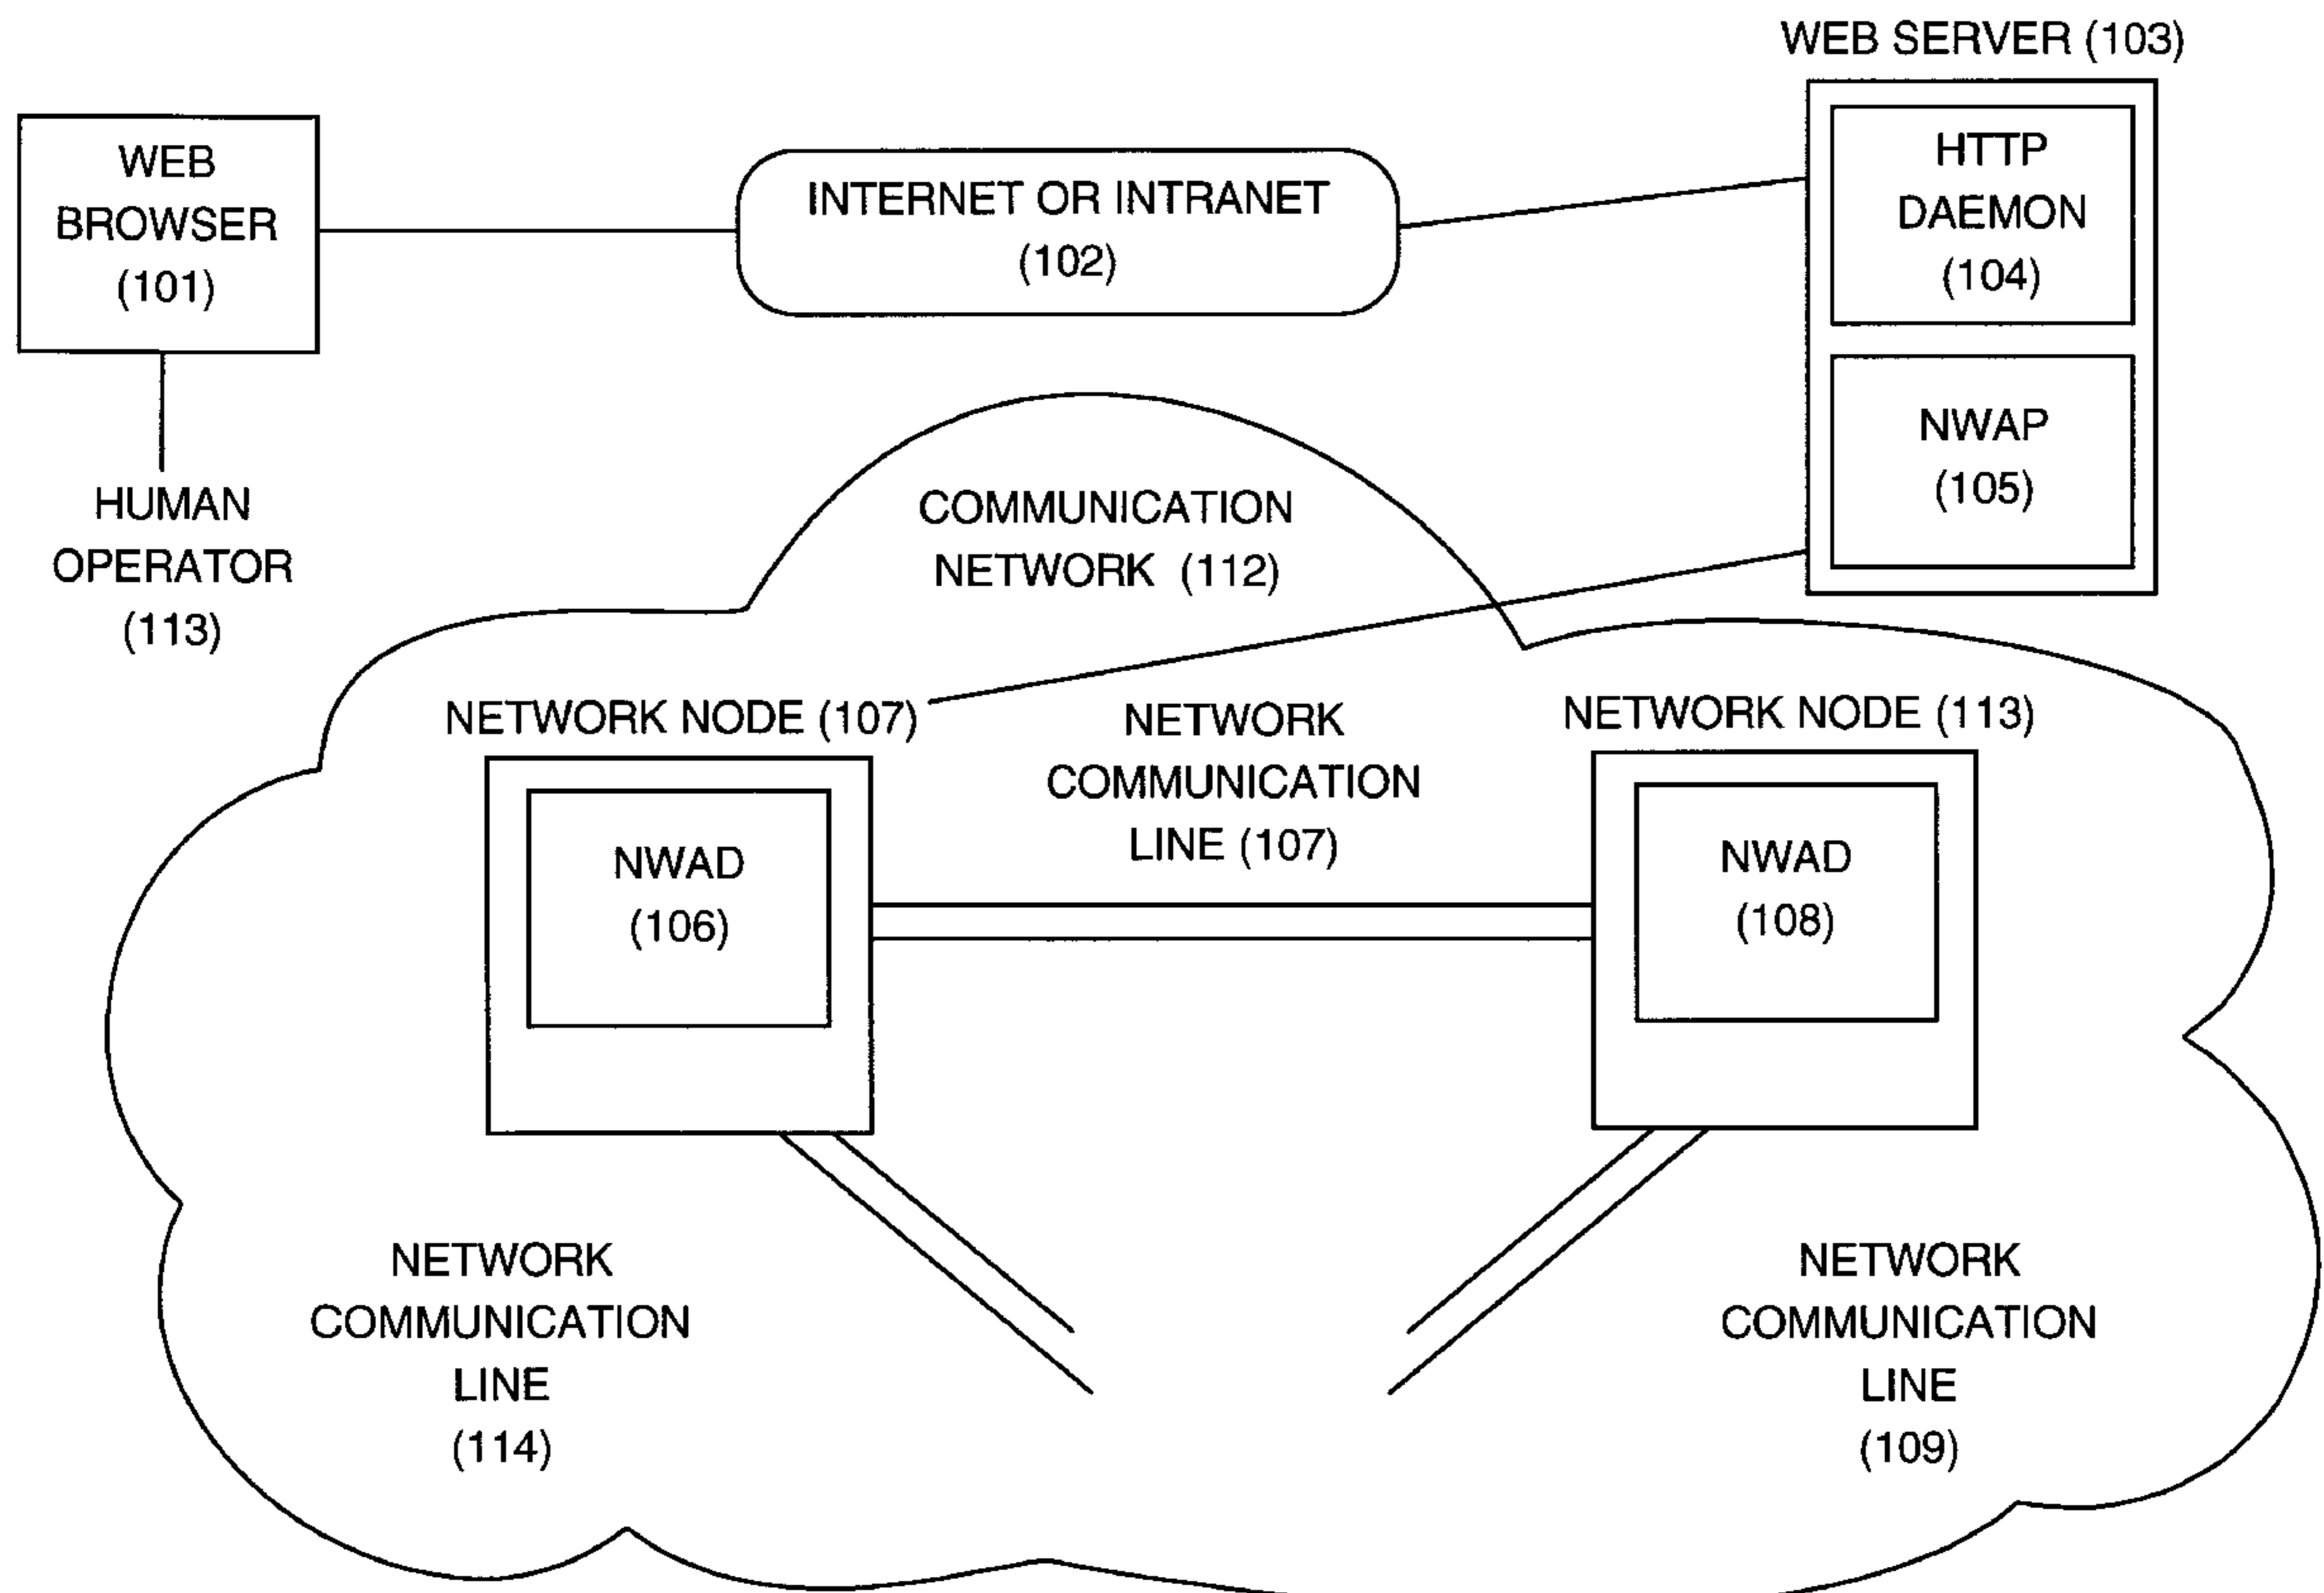 WEB SERVER (103)
WEB
BROWSER
(101)
INTERNET OR INTRANET
(102)
HTTP
DAEMON
(104)
NWAP
(105)
HUMAN
OPERATOR
(113)
COMMUNICATION
NETWORK (112)
NETWORK NODE (107)
NETWORK
COMMUNICATION
LINE (107)
NETWORK NODE (113)
NWAD
(106)
NWAD
(108)
NETWORK
COMMUNICATION
LINE
(114)
NETWORK
COMMUNICATION
LINE
(109)